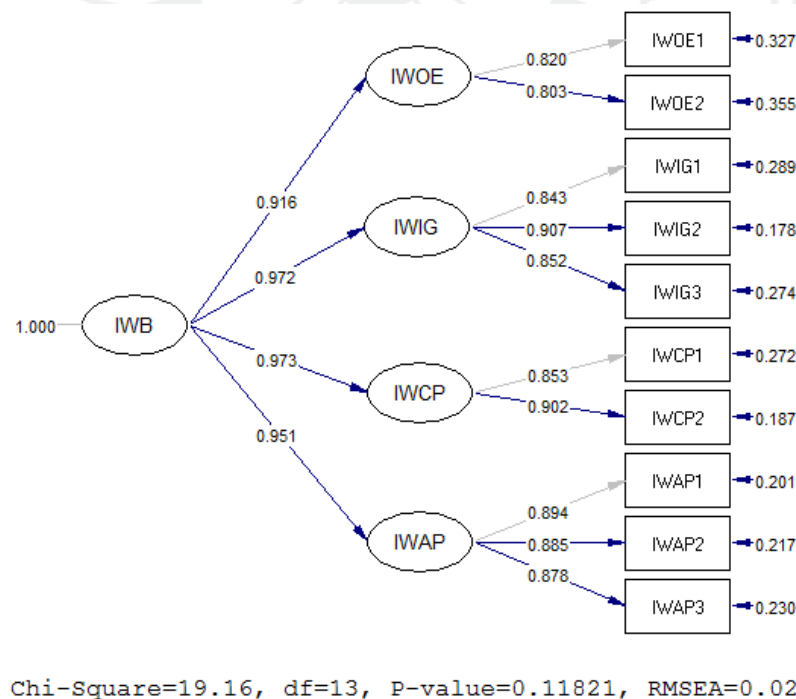 IWOE1
0.327
0.820
IWOE
0.803
IWOE2
0.355
IWIG1
0.289
0.843
0.916
IWIG
0.907
IWIG2
0.178
0.852
0.972
IWIG3
0.274
1.000
IWB
IWCP1
0.272
0.973
0.853
IWCP
0.902
IWCP2
0.187
0.951
IWAP1
0.201
0.894
IWAP
0.885
IWAP2
0.217
0.878
IWAP3
0.230
Chi-Square=19.16, df=13, P-value=0.11821, RMSEA=0.02